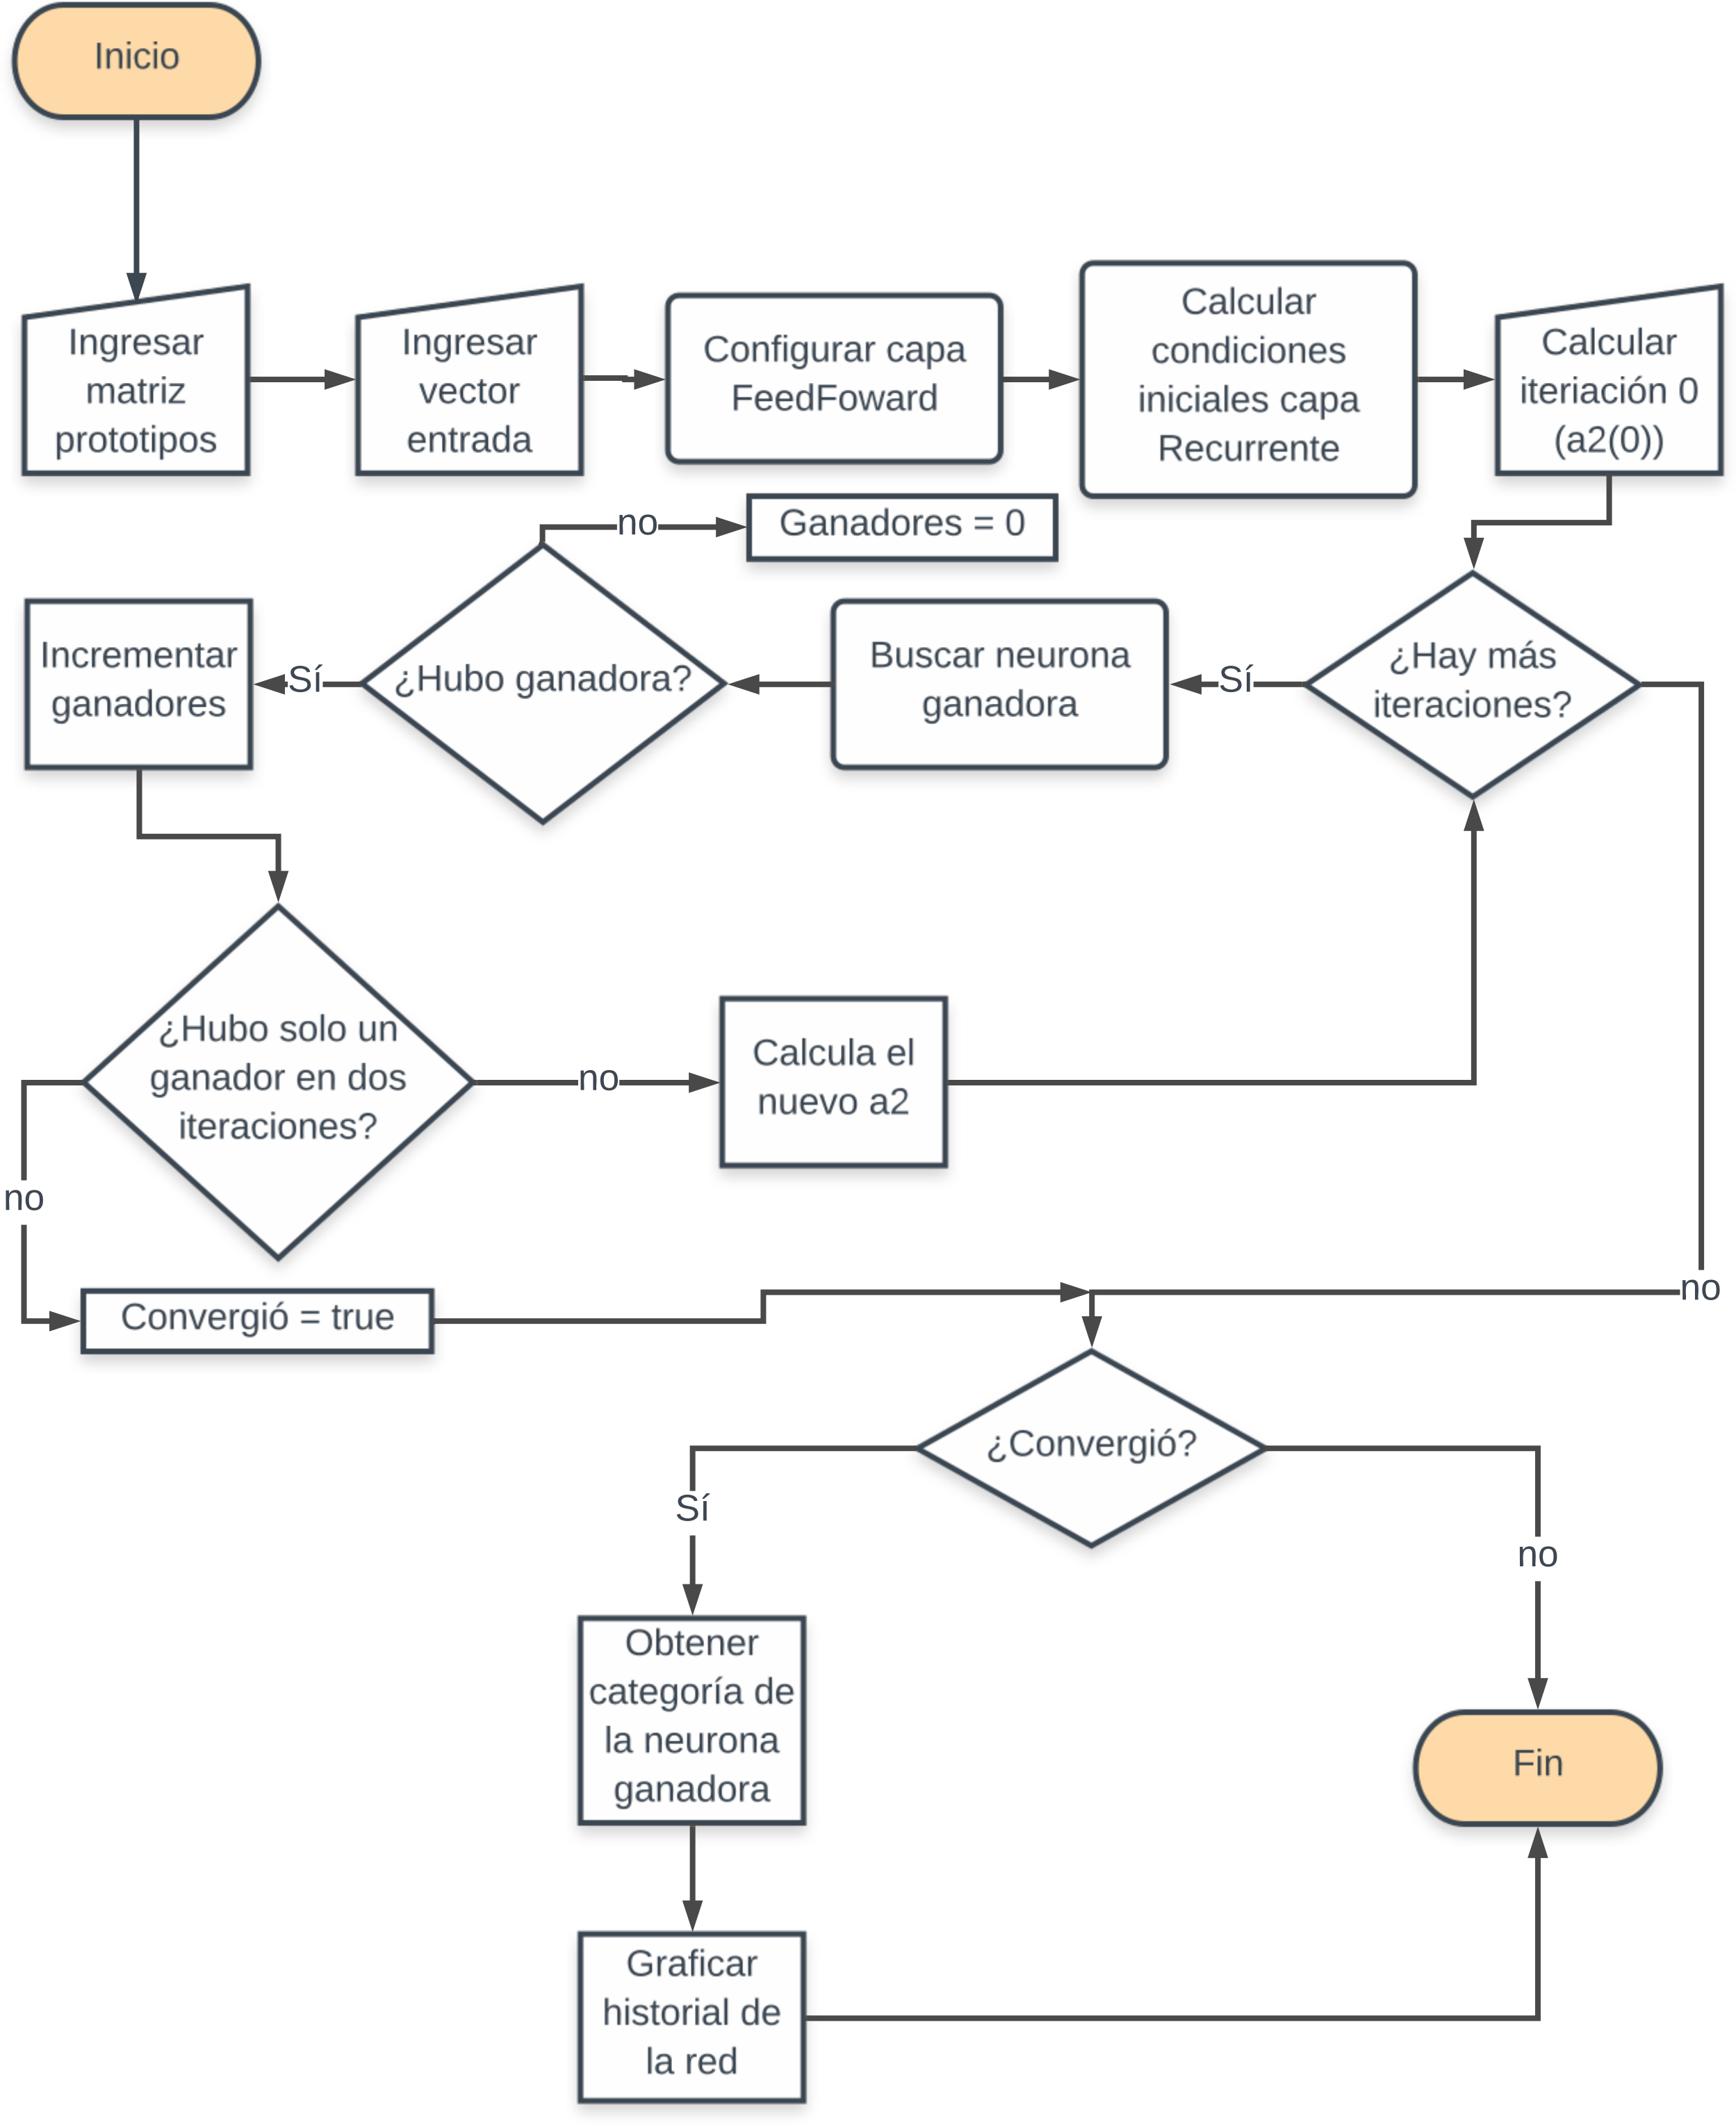 Inicio
Ingresar
matriz
prototipos
Ingresar
vector
entrada
Configurar capa
FeedFoward
Calcular
condiciones
iniciales capa
Recurrente
Calcular
iteriación 0
(a2(0))
no
Ganadores = 0
Incrementar
ganadores
Sí
¿Hubo ganadora?
Buscar neurona
ganadora
Sí
¿Hay más
iteraciones?
¿Hubo solo un
ganador en dos
iteraciones?
no
Calcula el
nuevo a2
no
Convergió = true
no
¿Convergió?
Sí
no
Obtener
categoría de
la neurona
ganadora
Fin
Graficar
historial de
la red